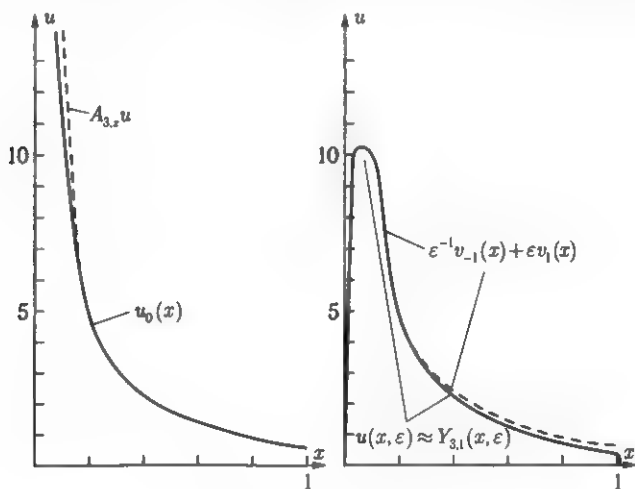 u
u
A_{3,x} u
10
10
ε^{-1}v_{-1}(x)+εv_1(x)
5
u_0(x)
5
u(x,ε)≈Y_{3,1}(x,ε)
x
x
1
1